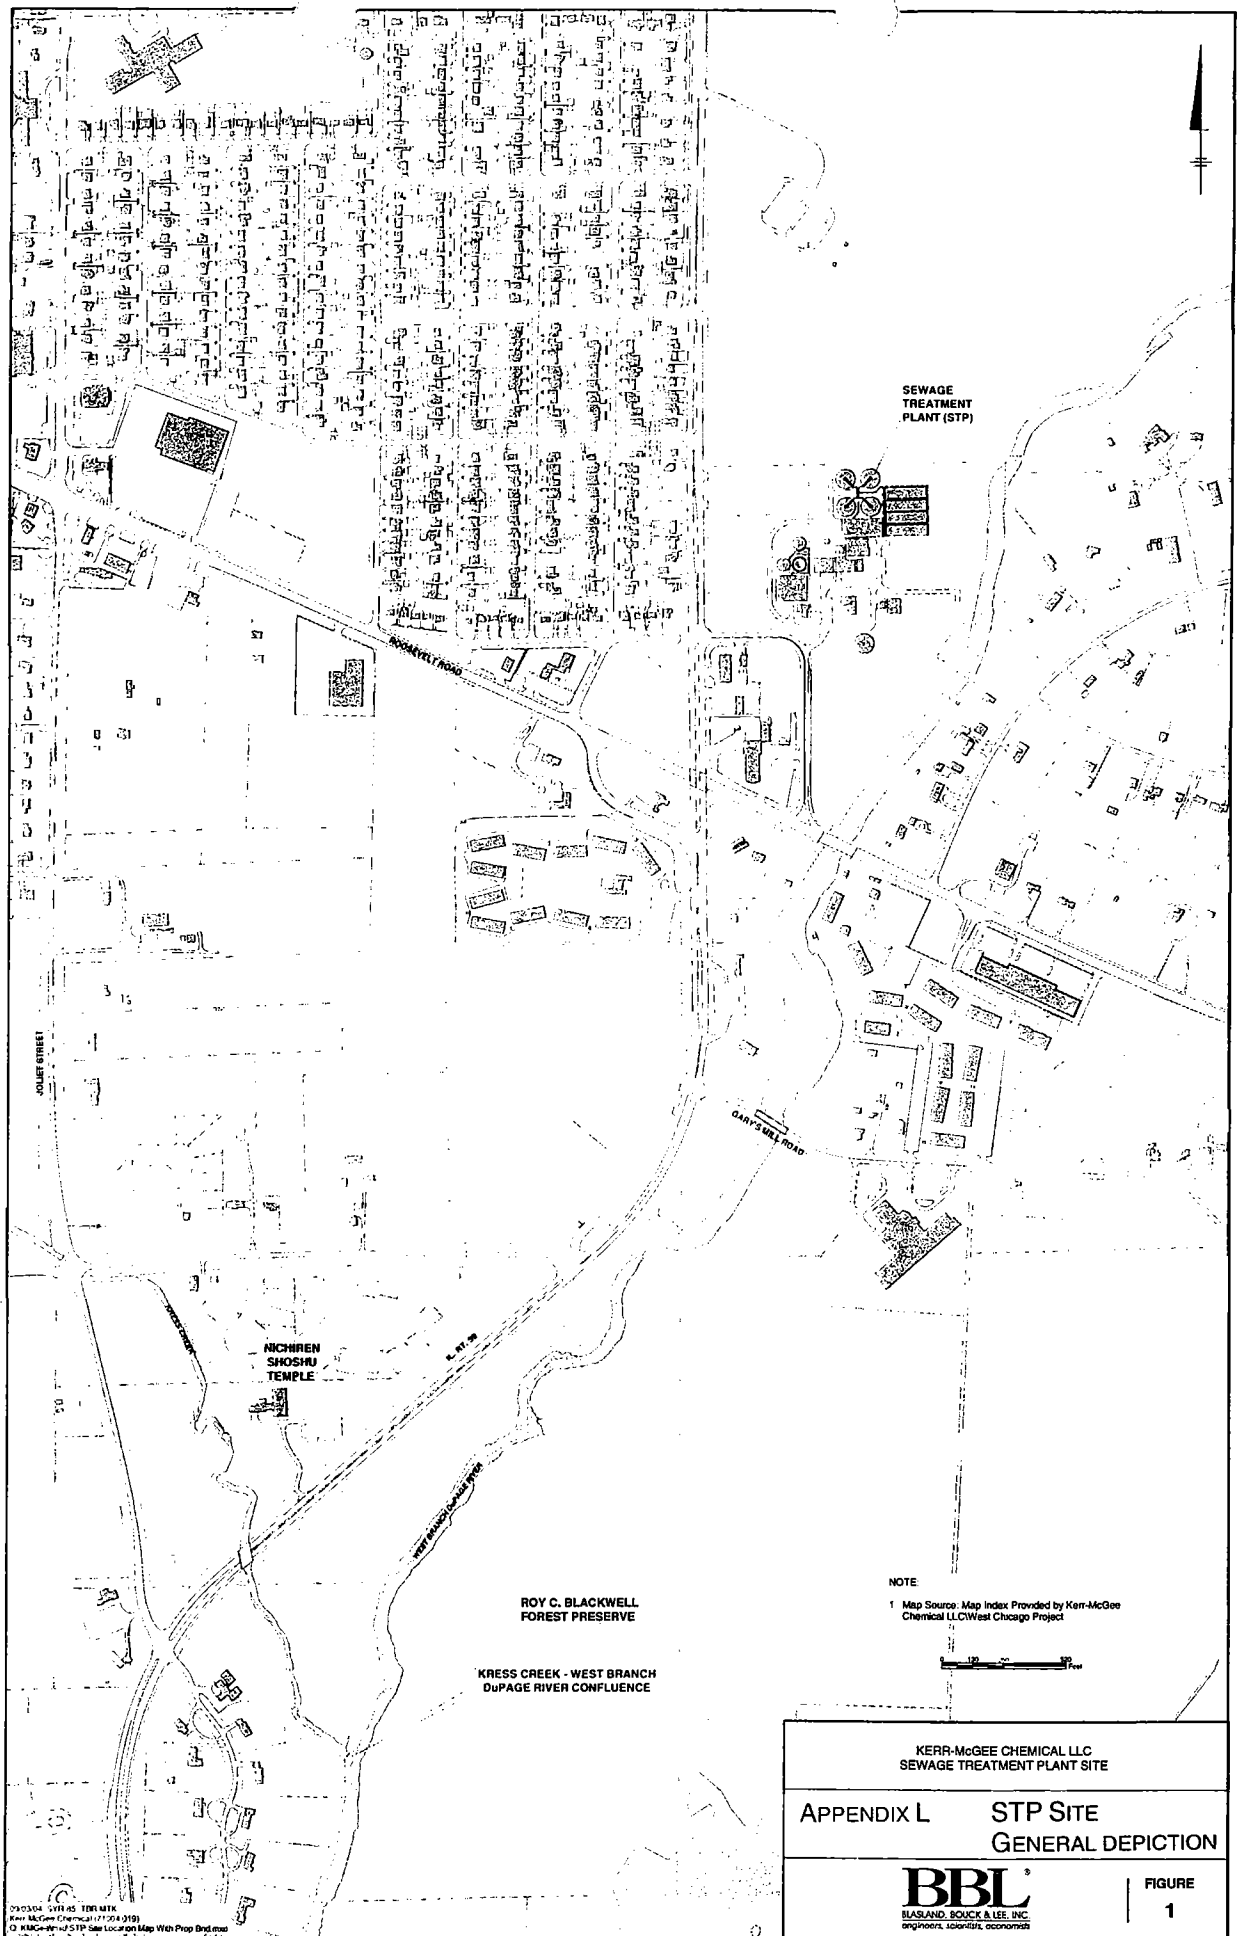 SEWAGE
TREATMENT
PLANT (STP)
ROOSEVELT ROAD
JOLIET STREET
GARY'S MILL ROAD
KRESS CREEK
NICHIREN
SHOSHU
TEMPLE
IL. RT. 59
WEST BRANCH DuPAGE RIVER
ROY C. BLACKWELL
FOREST PRESERVE
KRESS CREEK - WEST BRANCH
DuPAGE RIVER CONFLUENCE
NOTE:
1 Map Source: Map Index Provided by Kerr-McGee
Chemical LLC\West Chicago Project
Feet
KERR-McGEE CHEMICAL LLC
SEWAGE TREATMENT PLANT SITE
APPENDIX L
STP SITE
GENERAL DEPICTION
BBL®
BLASLAND, BOUCK & LEE, INC.
engineers, scientists, economists
FIGURE
1